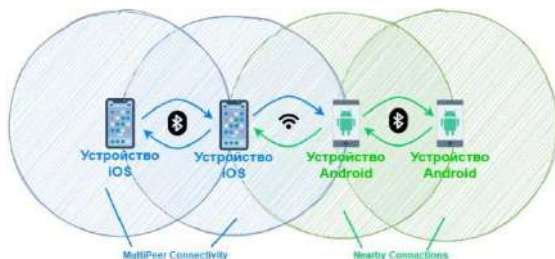 Устройство
iOS
Устройство
iOS
Устройство
Android
Устройство
Android
MultiPeer Connectivity
Nearby Connections